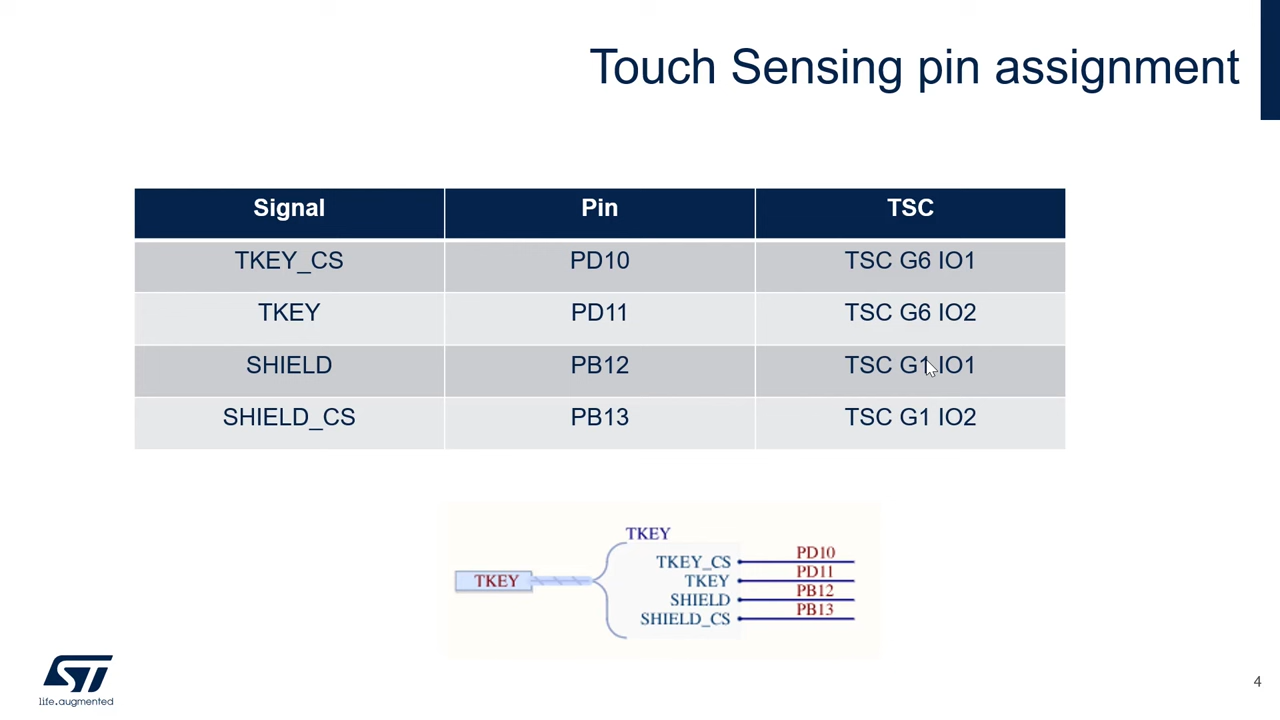 Touch Sensing pin assignment
Signal Pin TSC
TKEY_CS PD10 TSC G6 IO1
TKEY PD11 TSC G6 IO2
SHIELD PB12 TSC G1 IO1
SHIELD_CS PB13 TSC G1 IO2
TKEY
TKEY
TKEY_CS PD10
TKEY PD11
SHIELD PB12
SHIELD_CS PB13
ST
life.augmented
4